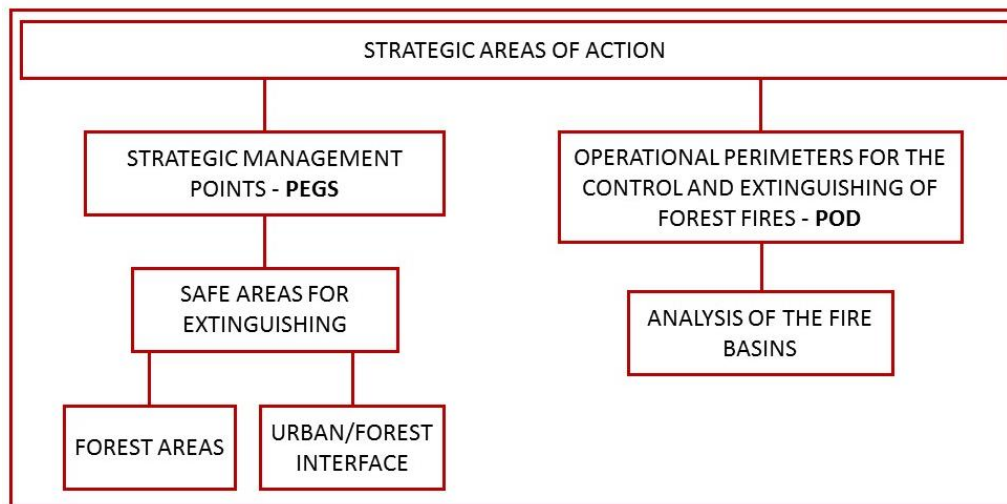 STRATEGIC AREAS OF ACTION
STRATEGIC MANAGEMENT
POINTS - PEGS
OPERATIONAL PERIMETERS FOR THE
CONTROL AND EXTINGUISHING OF
FOREST FIRES - POD
SAFE AREAS FOR
EXTINGUISHING
ANALYSIS OF THE FIRE
BASINS
FOREST AREAS
URBAN/FOREST
INTERFACE